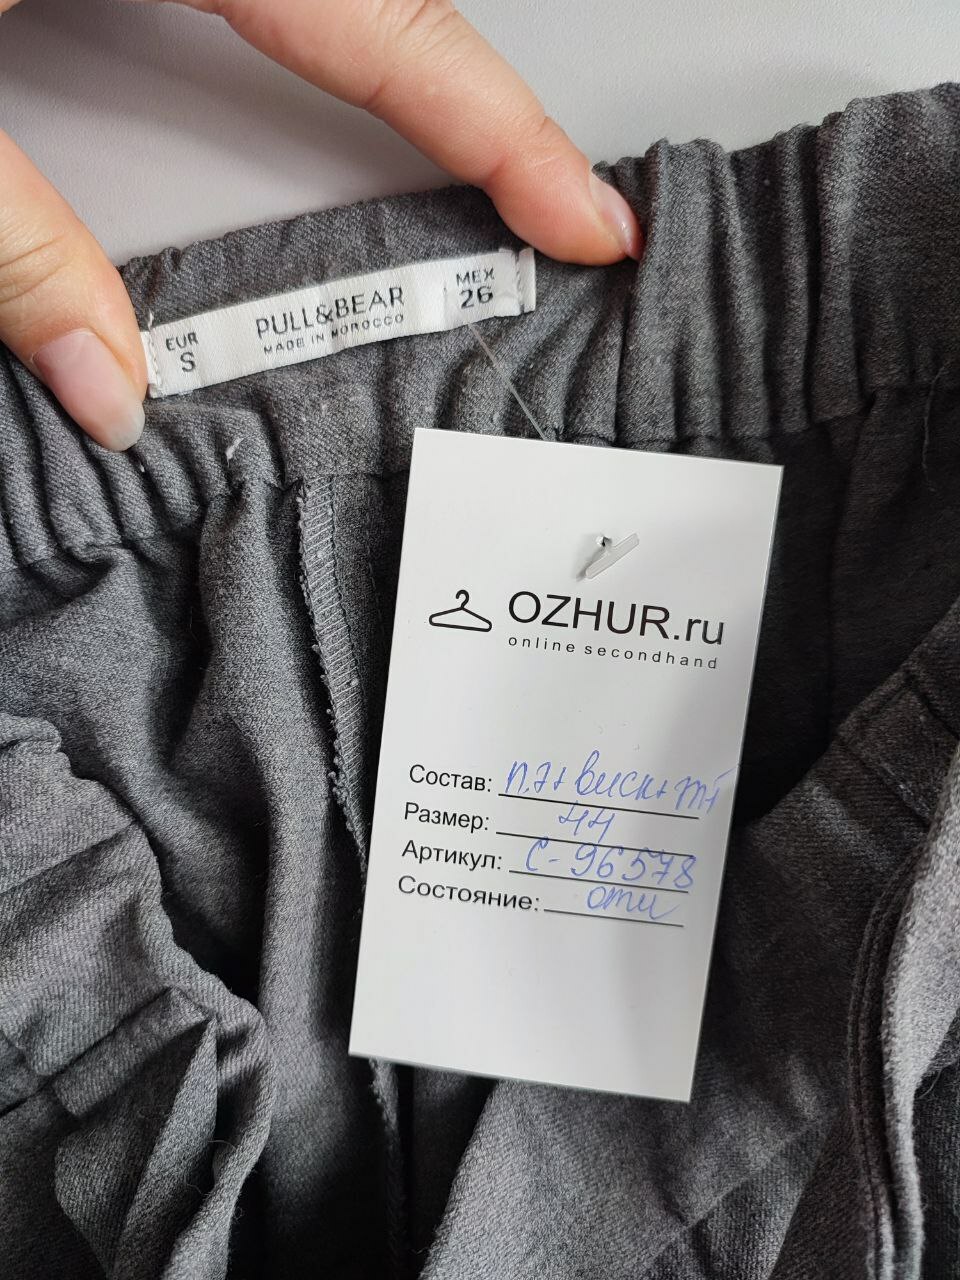 EUR
S
PULL&BEAR
MADE IN MOROCCO
MEX
26
OZHUR.ru
online secondhand
Состав: п.э+виск+
Размер: 44
Артикул: С-96578
Состояние: отл